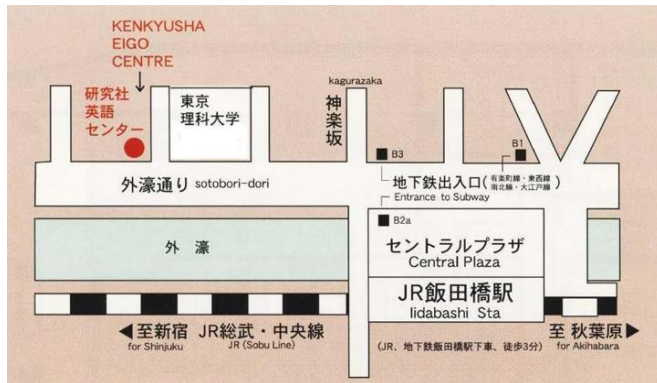 KENKYUSHA
EIGO
CENTRE
研究社
英語
センター
東京
理科大学
kagurazaka
神楽坂
B3
B1
外濠通り sotobori-dori
地下鉄出入口(有楽町線・東西線
南北線・大江戸線)
Entrance to Subway
B2a
外 濠
セントラルプラザ
Central Plaza
JR飯田橋駅
Iidabashi Sta
至新宿
for Shinjuku
JR総武・中央線
JR (Sobu Line)
(JR、地下鉄飯田橋駅下車、徒歩3分)
至 秋葉原
for Akihabara